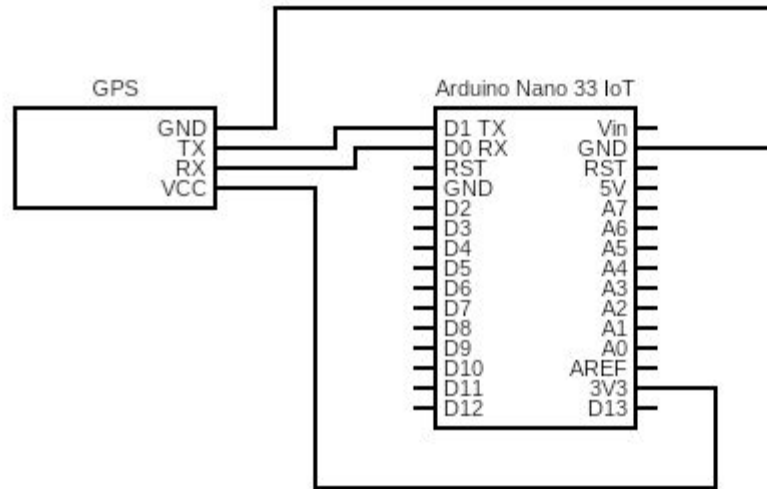 GPS
GND
TX
RX
VCC
Arduino Nano 33 IoT
D1 TX
D0 RX
RST
GND
D2
D3
D4
D5
D6
D7
D8
D9
D10
D11
D12
Vin
GND
RST
5V
A7
A6
A5
A4
A3
A2
A1
A0
AREF
3V3
D13